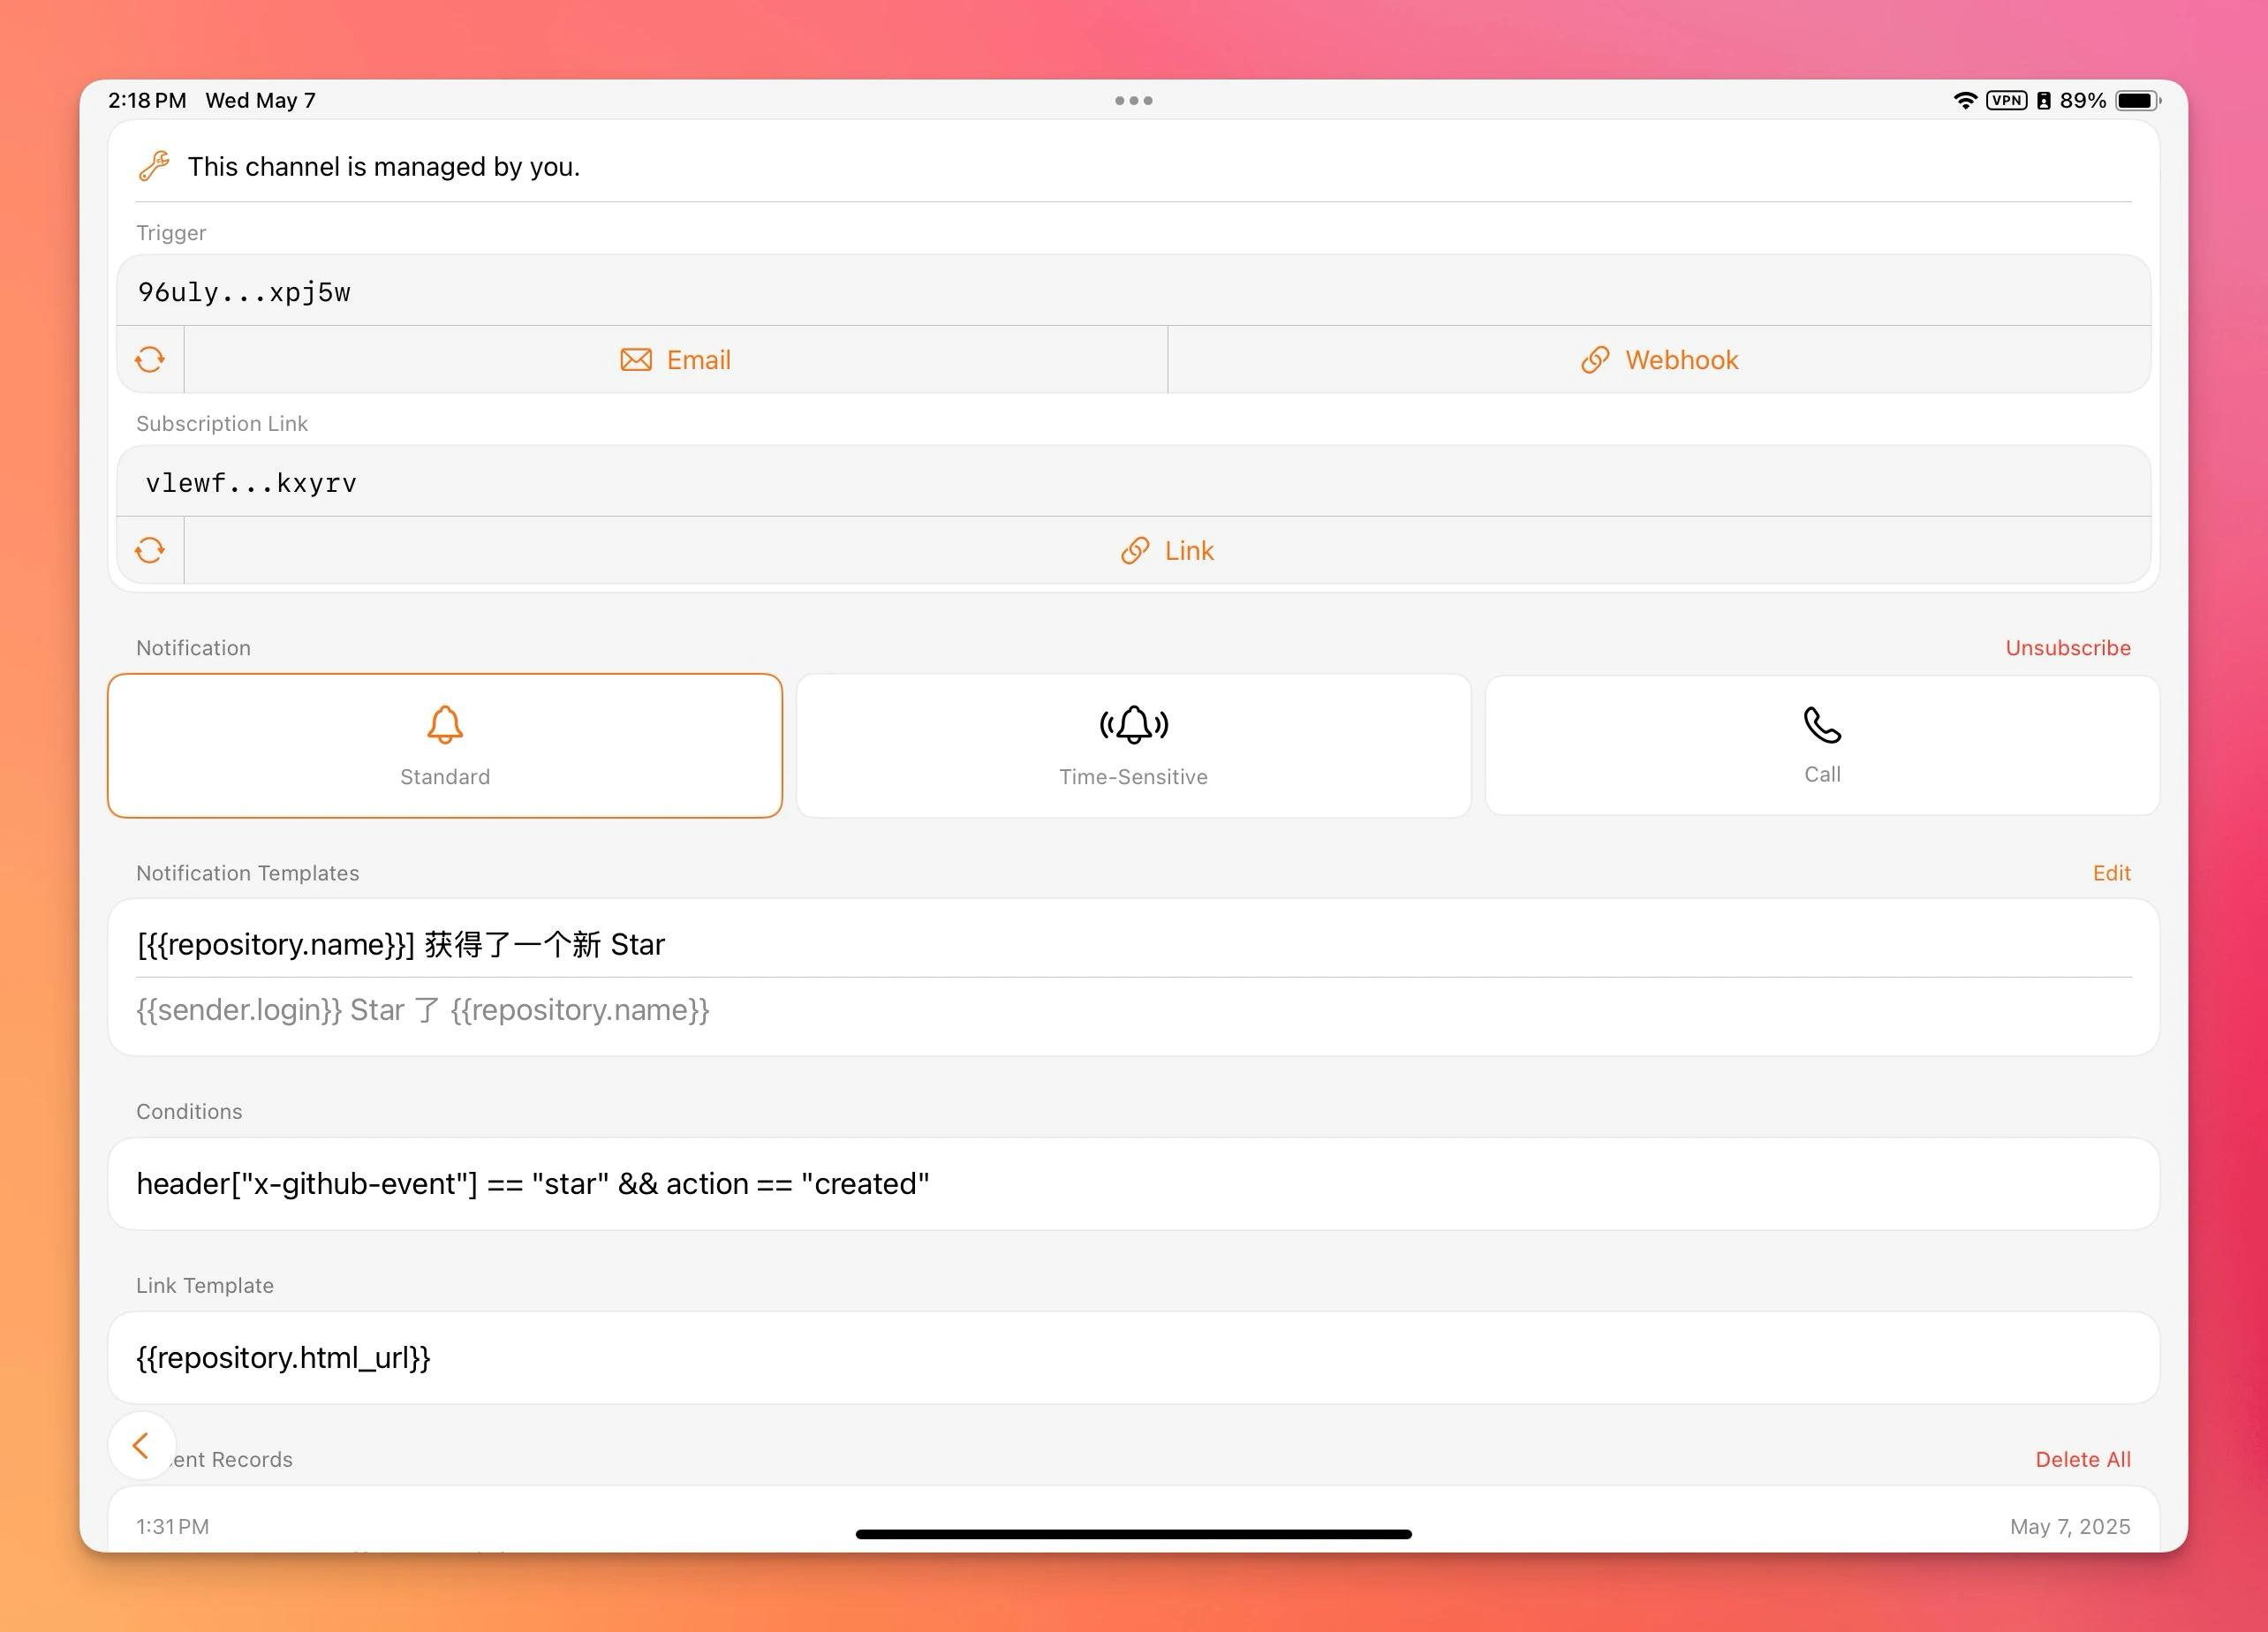 2:18 PM Wed May 7
VPN 89%
This channel is managed by you.
Trigger
96uly...xpj5w
Email
Webhook
Subscription Link
vlewf...kxyrv
Link
Notification
Unsubscribe
Standard
Time-Sensitive
Call
Notification Templates
Edit
[{{repository.name}}] 获得了一个新 Star
{{sender.login}} Star 了 {{repository.name}}
Conditions
header["x-github-event"] == "star" && action == "created"
Link Template
{{repository.html_url}}
Records
Delete All
1:31 PM
May 7, 2025